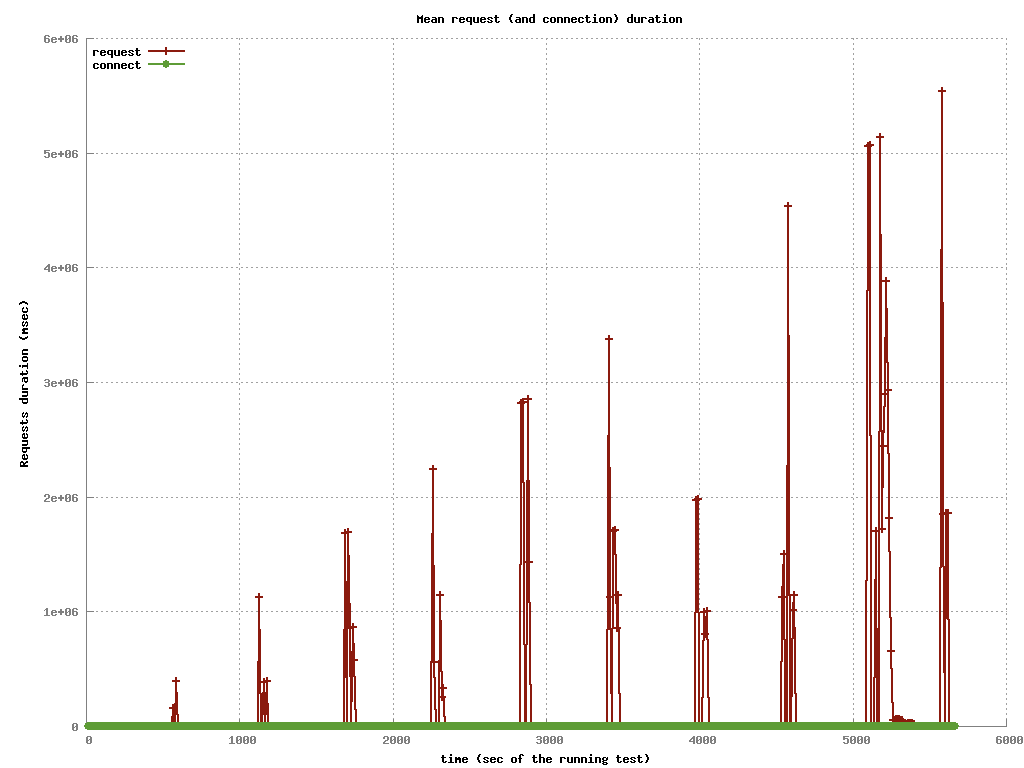 Mean request (and connection) duration
6e+06
request
connect
5e+06
4e+06
3e+06
2e+06
1e+06
0
Requests duration (msec)
0 1000 2000 3000 4000 5000 6000
time (sec of the running test)